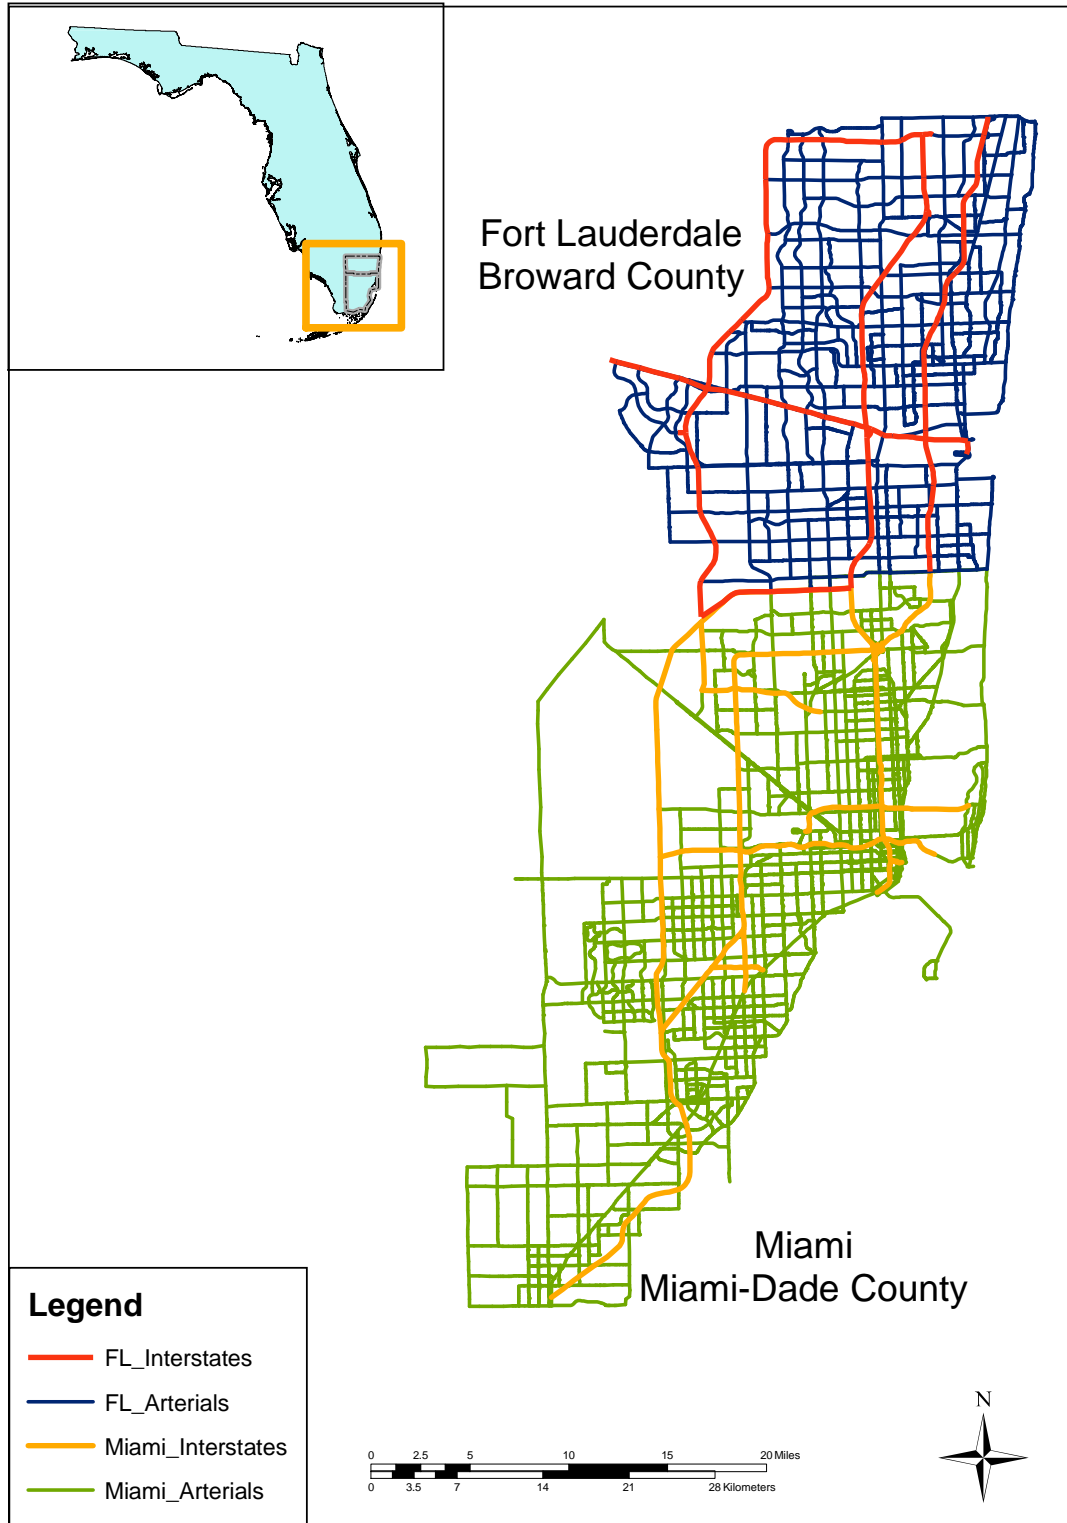 Fort Lauderdale
Broward County
Miami
Miami-Dade County
Legend
FL_Interstates
FL_Arterials
Miami_Interstates
Miami_Arterials
0 2.5 5 10 15 20 Miles
0 3.5 7 14 21 28 Kilometers
N